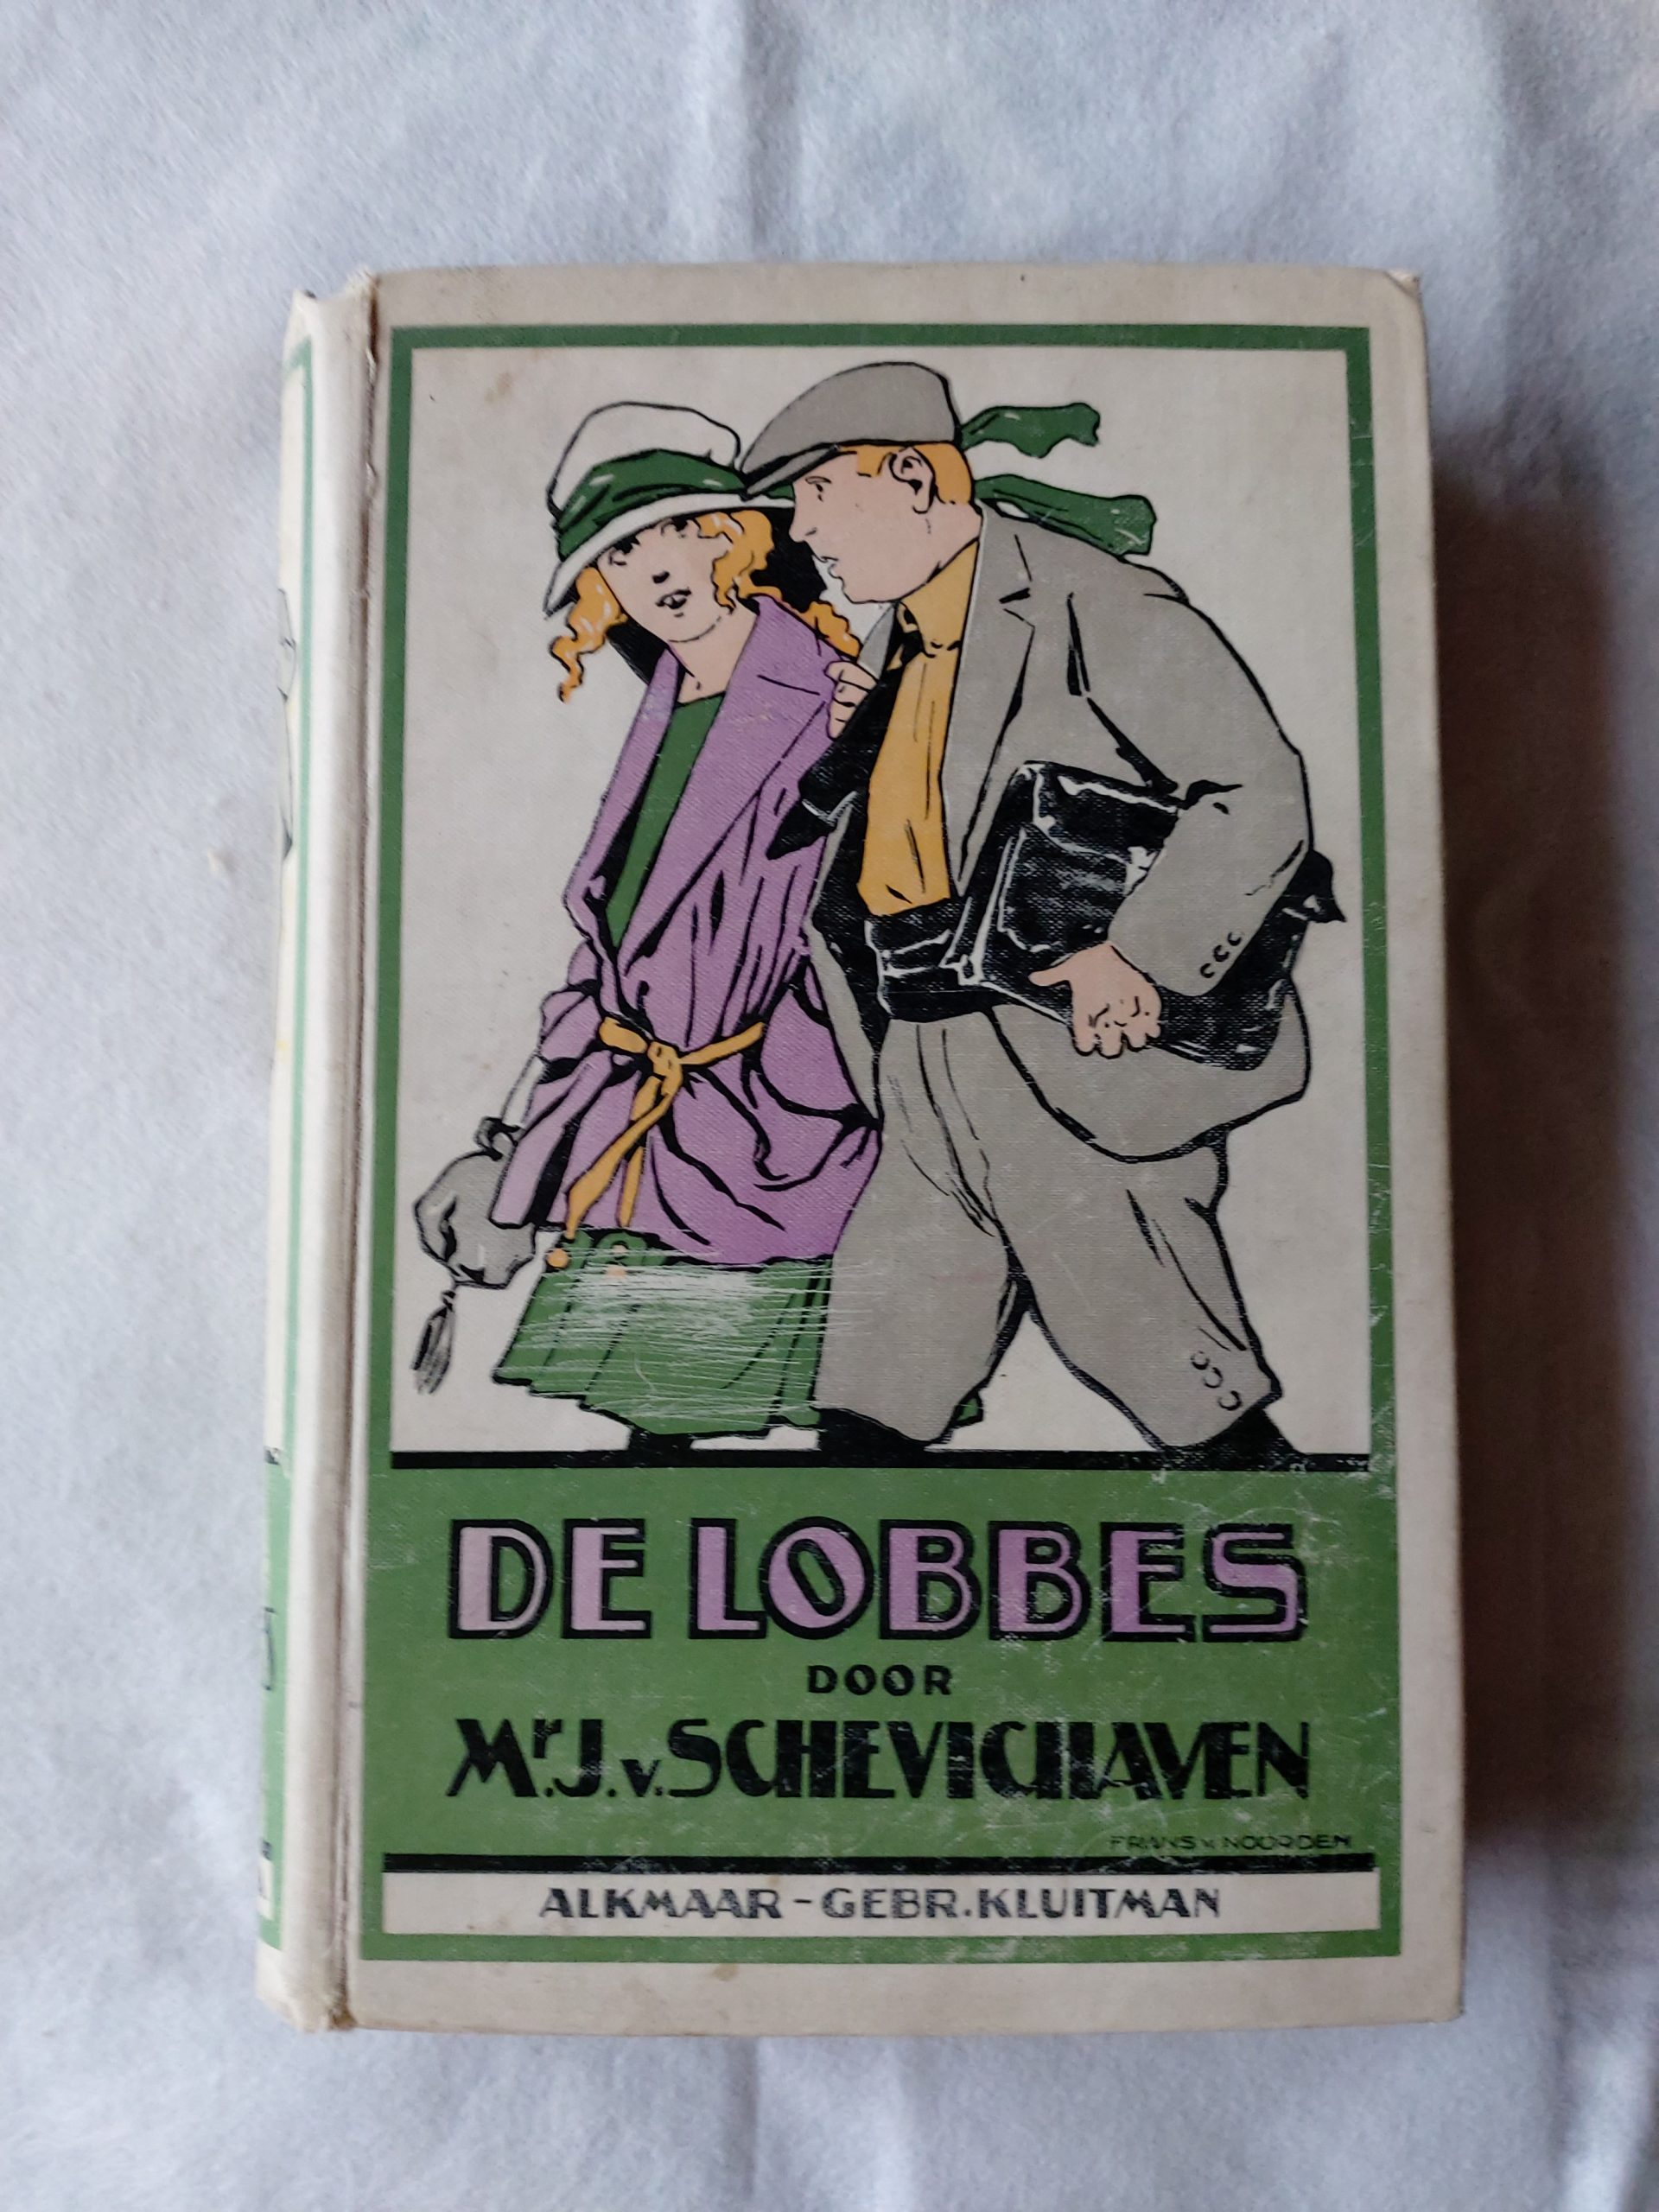 DE LOBBES
DOOR
Mr. J. v. SCHEVICHAVEN
FRANS v. NOORDEN
ALKMAAR - GEBR. KLUITMAN